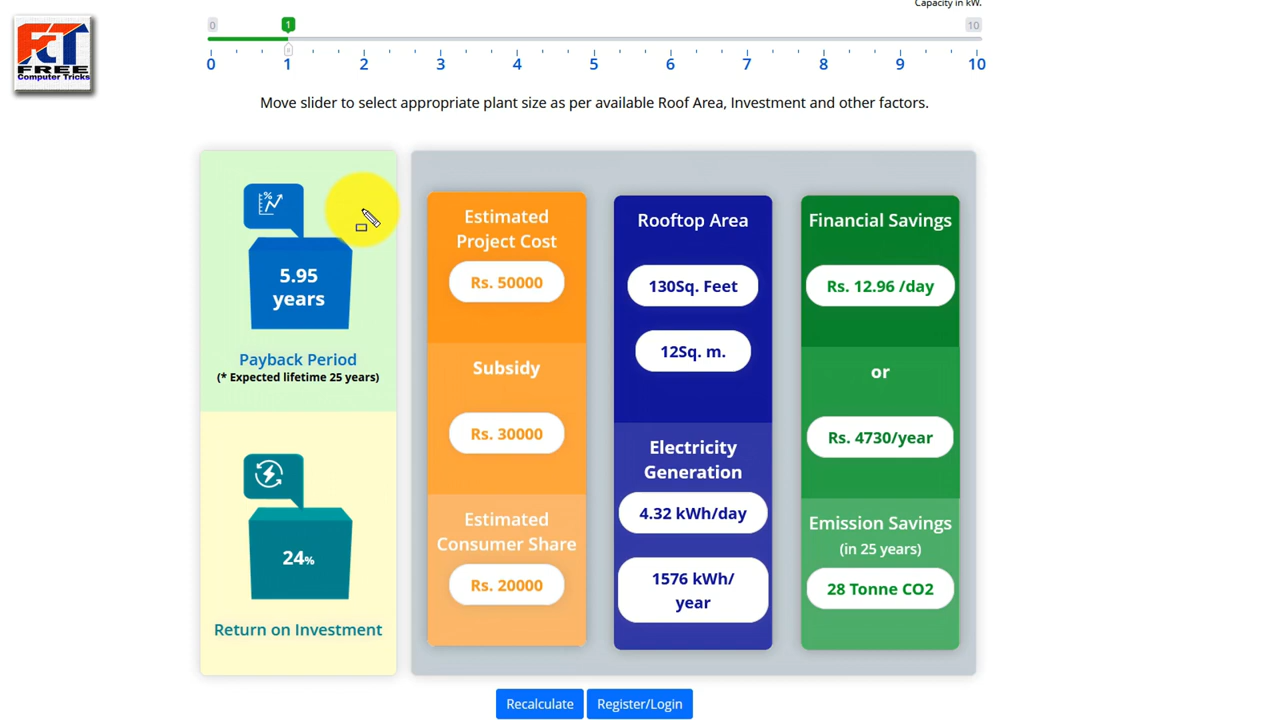 Capacity in kW.
0
1
10
0 1 2 3 4 5 6 7 8 9 10
FCT
FREE
Computer Tricks
Move slider to select appropriate plant size as per available Roof Area, Investment and other factors.
5.95
years
Payback Period
(* Expected lifetime 25 years)
24%
Return on Investment
Estimated
Project Cost
Rs. 50000
Subsidy
Rs. 30000
Estimated
Consumer Share
Rs. 20000
Rooftop Area
130Sq. Feet
12Sq. m.
Electricity
Generation
4.32 kWh/day
1576 kWh/
year
Financial Savings
Rs. 12.96 /day
or
Rs. 4730/year
Emission Savings
(in 25 years)
28 Tonne CO2
Recalculate
Register/Login